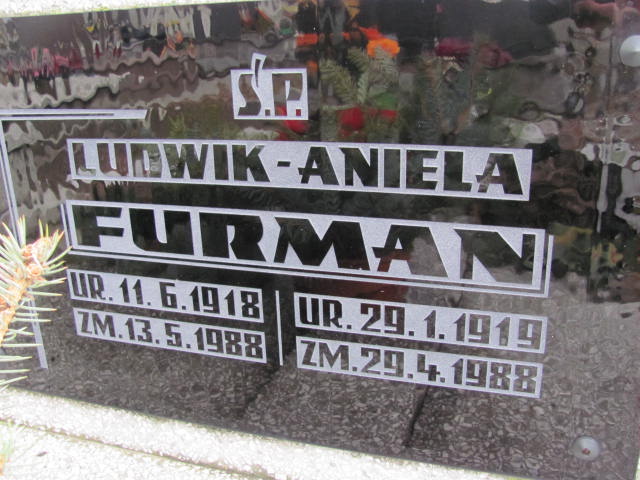 Ś.P.
LUDWIK-ANIELA
FURMAN
UR. 11.6.1918 UR. 29.1.1919
ZM. 13.5.1988 ZM. 29.4.1988